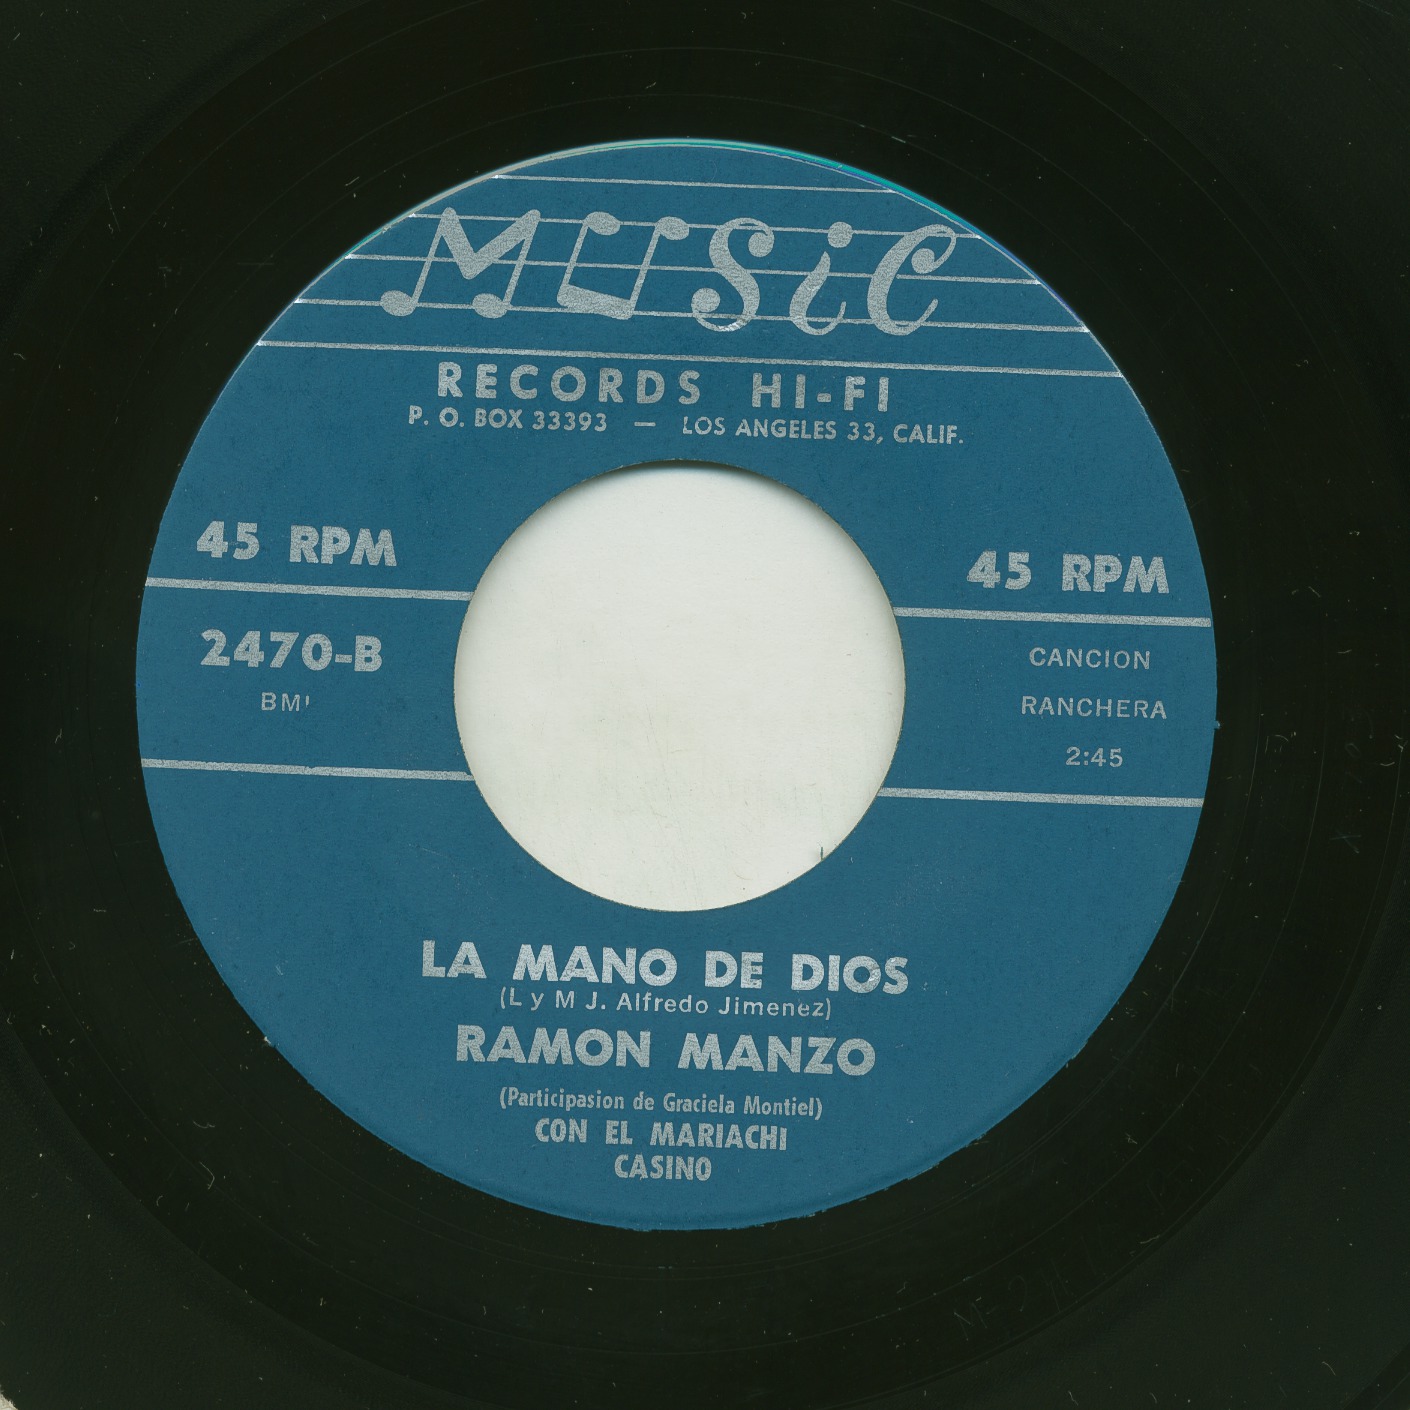 MUSiC
RECORDS HI-FI
P. O. BOX 33393 — LOS ANGELES 33, CALIF.
45 RPM
45 RPM
2470-B
BMI
CANCION
RANCHERA
2:45
LA MANO DE DIOS
(L y M J. Alfredo Jimenez)
RAMON MANZO
(Participasion de Graciela Montiel)
CON EL MARIACHI
CASINO